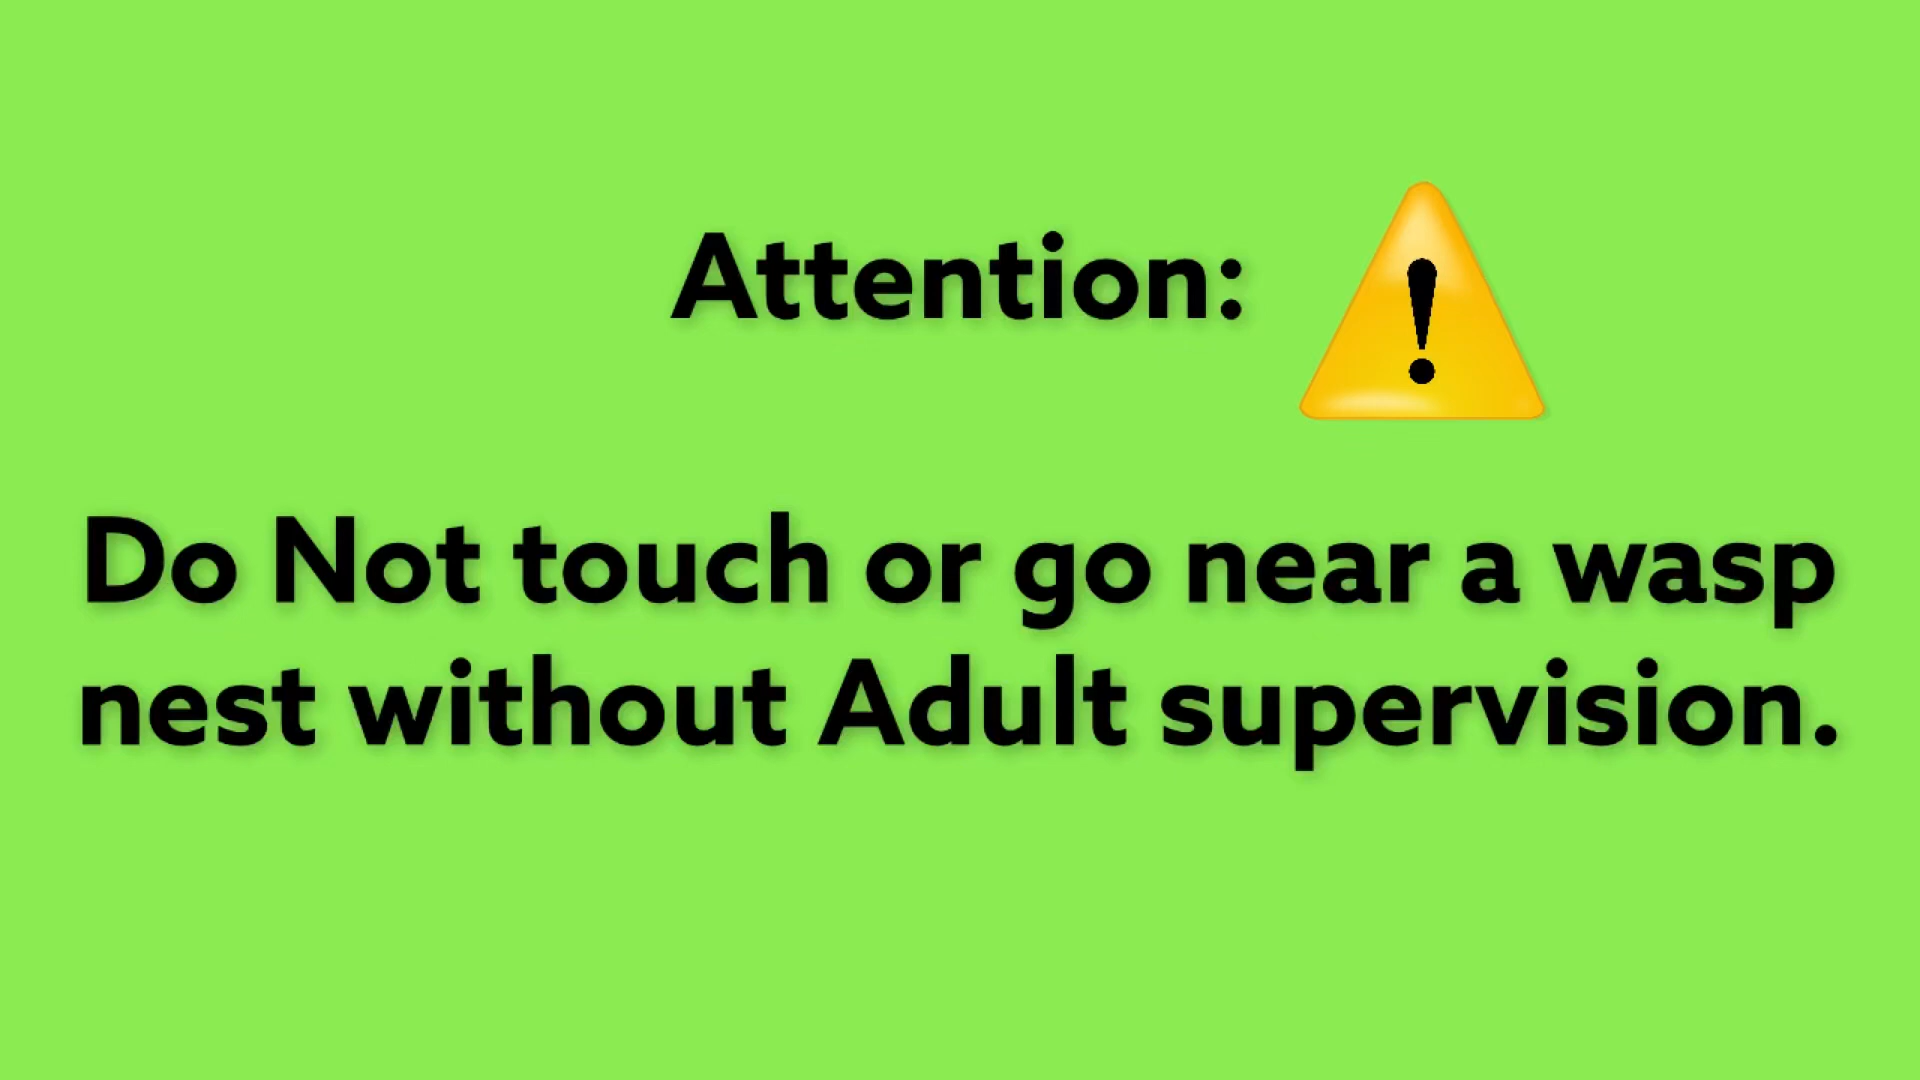 Attention:
Do Not touch or go near a wasp
nest without Adult supervision.